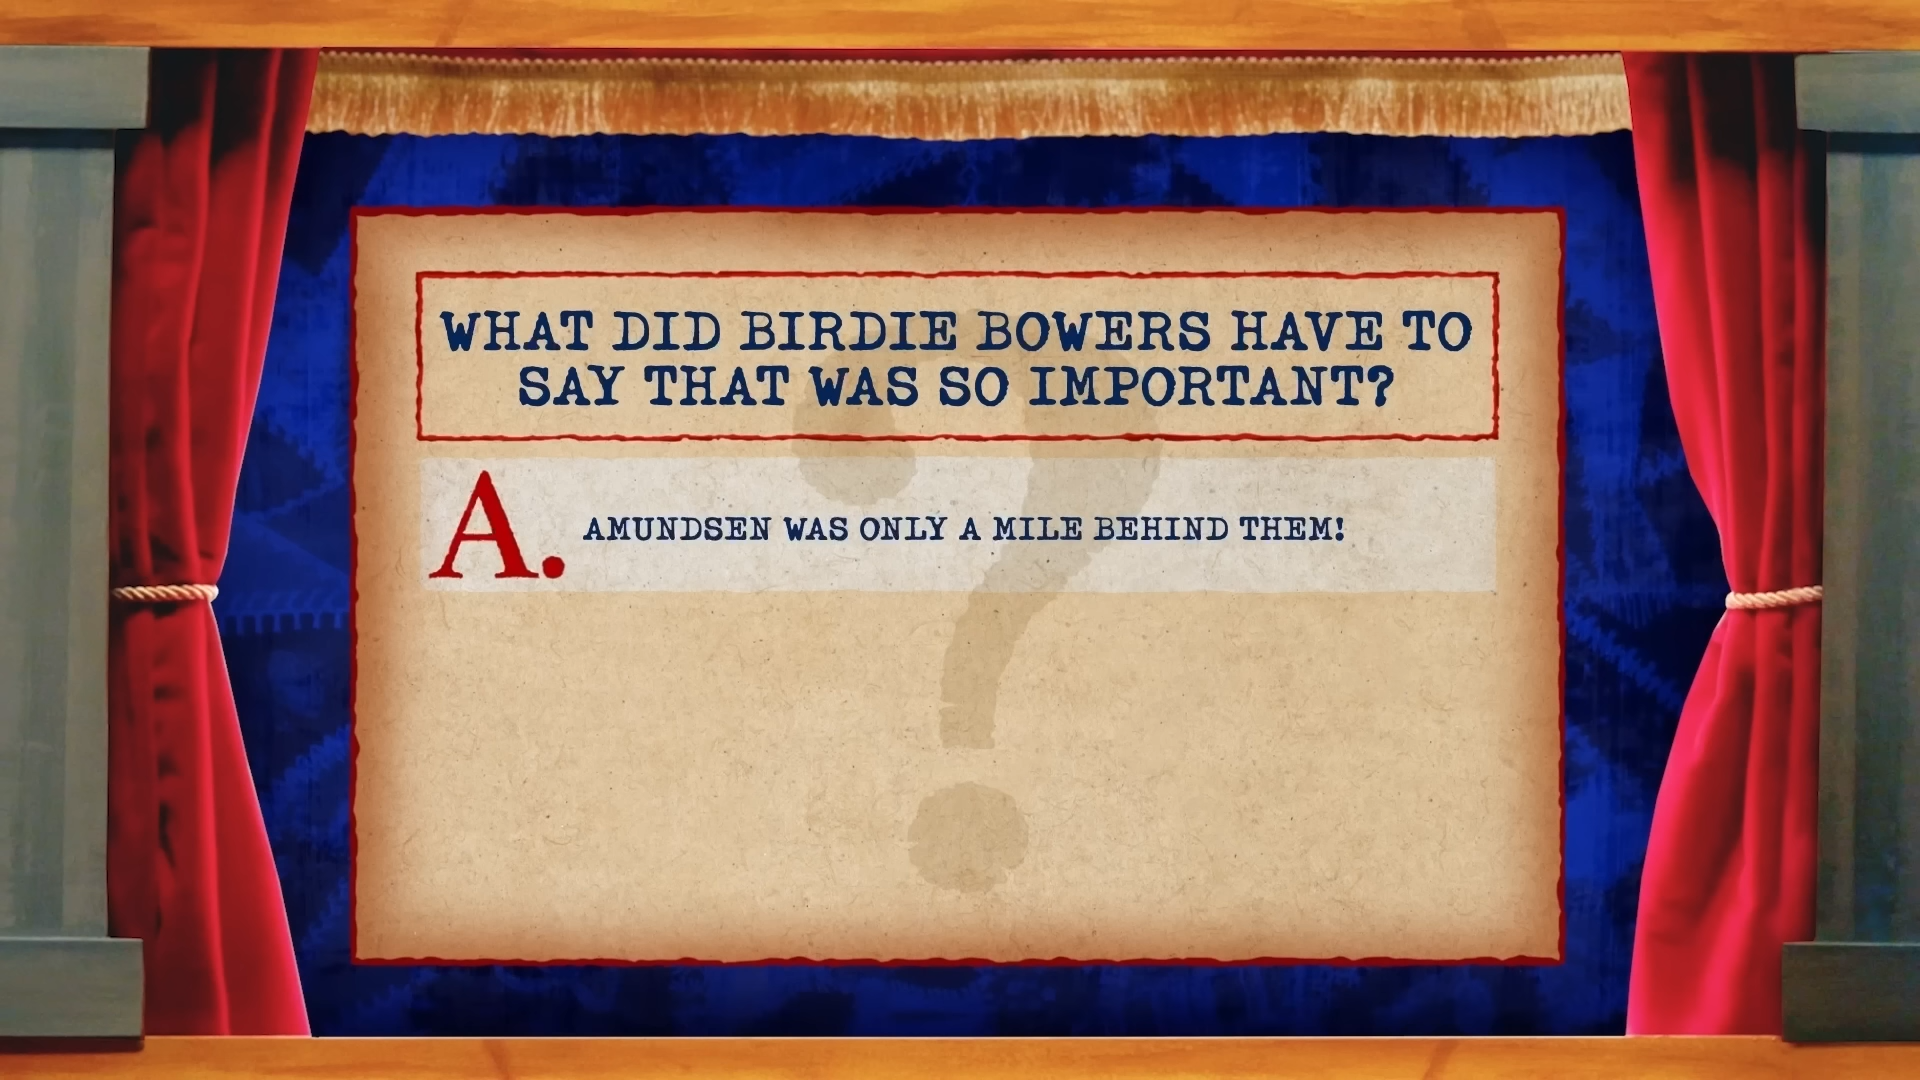 WHAT DID BIRDIE BOWERS HAVE TO
SAY THAT WAS SO IMPORTANT?
A. AMUNDSEN WAS ONLY A MILE BEHIND THEM!